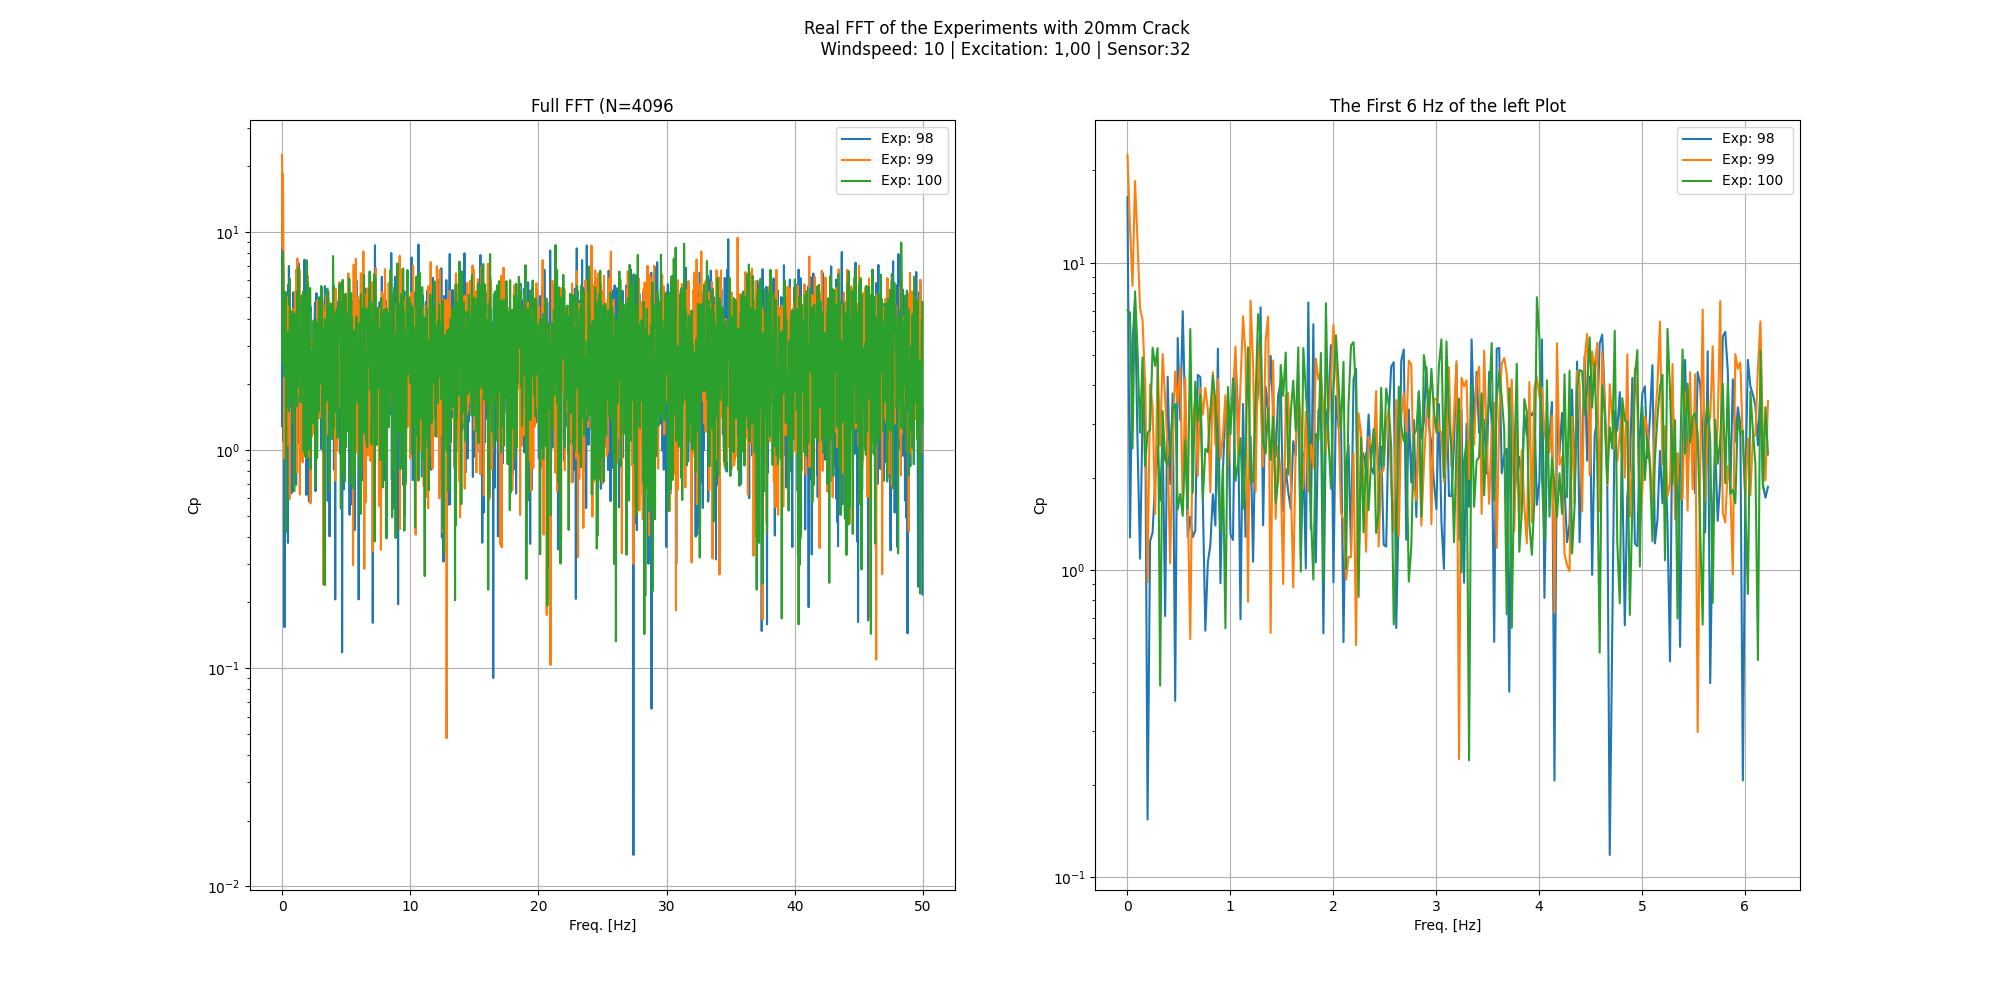 Real FFT of the Experiments with 20mm Crack
Windspeed: 10 | Excitation: 1,00 | Sensor:32
Full FFT (N=4096
Exp: 98
Exp: 99
Exp: 100
10¹
10⁰
10⁻¹
10⁻²
Cp
0 10 20 30 40 50
Freq. [Hz]
The First 6 Hz of the left Plot
Exp: 98
Exp: 99
Exp: 100
10¹
10⁰
10⁻¹
Cp
0 1 2 3 4 5 6
Freq. [Hz]